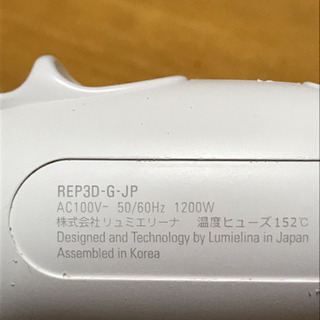 REP3D-G-JP
AC100V~ 50/60Hz 1200W
株式会社リュミエリーナ 温度ヒューズ152℃
Designed and Technology by Lumielina in Japan
Assembled in Korea